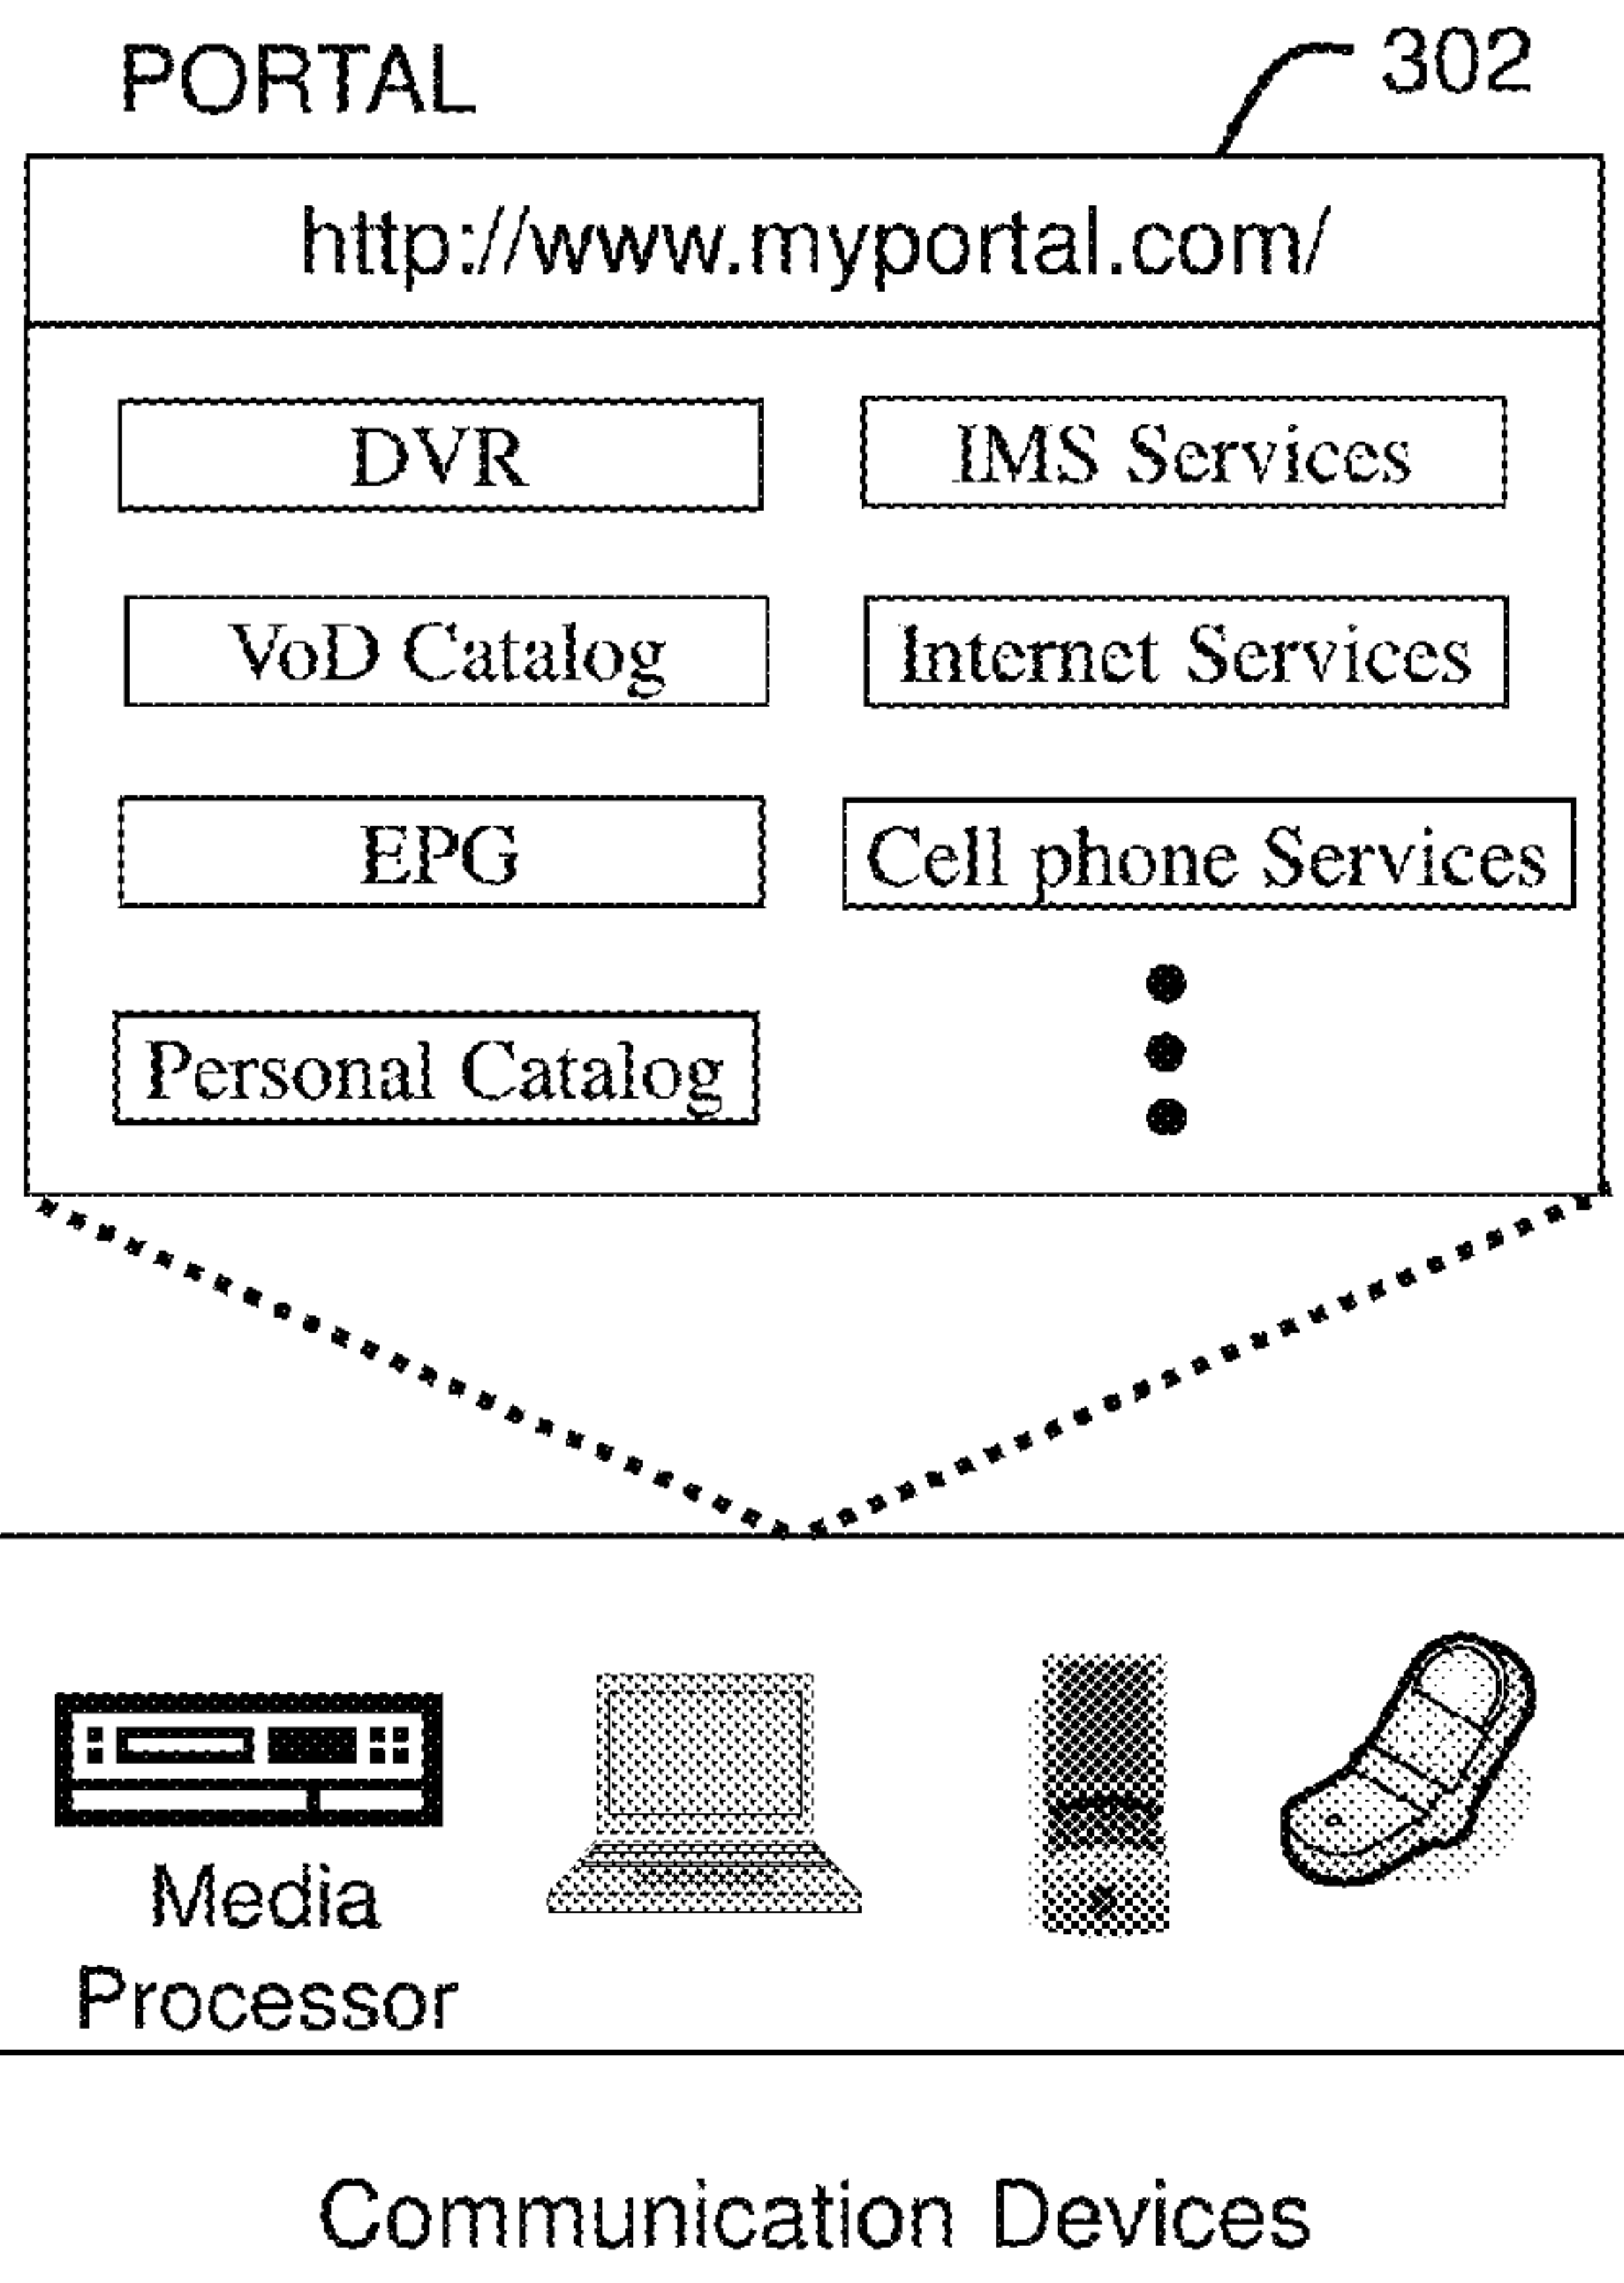 PORTAL
302
http://www.myportal.com/
DVR
IMS Services
VoD Catalog
Internet Services
EPG
Cell phone Services
Personal Catalog
Media
Processor
Communication Devices